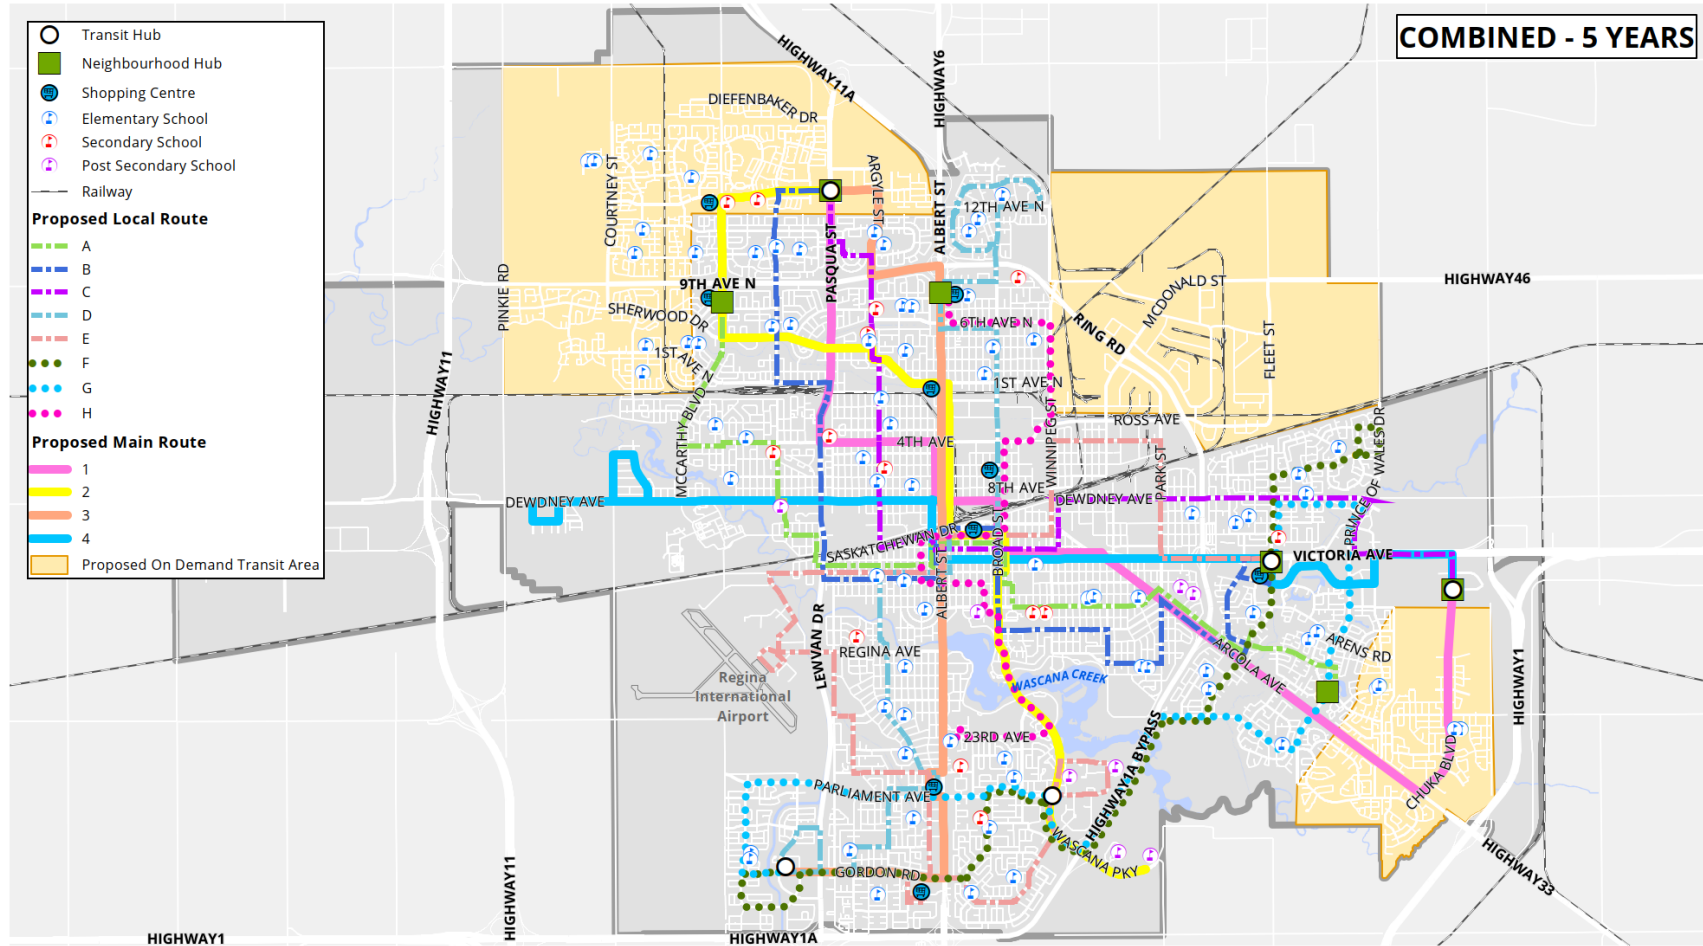 COMBINED - 5 YEARS
Transit Hub
Neighbourhood Hub
Shopping Centre
Elementary School
Secondary School
Post Secondary School
Railway
Proposed Local Route
A
B
C
D
E
F
G
H
Proposed Main Route
1
2
3
4
Proposed On Demand Transit Area
HIGHWAY11A
HIGHWAY6
DIEFENBAKER DR
COURTNEY ST
ARGYLE ST
ALBERT ST
12TH AVE N
PASQUA ST
PINKIE RD
9TH AVE N
HIGHWAY46
MCDONALD ST
SHERWOOD DR
6TH AVE N
RING RD
FLEET ST
1ST AVE N
1ST AVE N
HIGHWAY11
MCCARTHY BLVD
WINNIPEG ST
ROSS AVE
PRINCE OF WALES DR
4TH AVE
PARK ST
8TH AVE
DEWDNEY AVE
DEWDNEY AVE
SASKATCHEWAN DR
BROAD ST
VICTORIA AVE
ALBERT ST
LEWVAN DR
REGINA AVE
ARENS RD
ARCOLA AVE
WASCANA CREEK
Regina
International
Airport
HIGHWAY1
23RD AVE
HIGHWAY1A BYPASS
CHUKA BLVD
PARLIAMENT AVE
WASCANA PKY
GORDON RD
HIGHWAY33
HIGHWAY11
HIGHWAY1
HIGHWAY1A